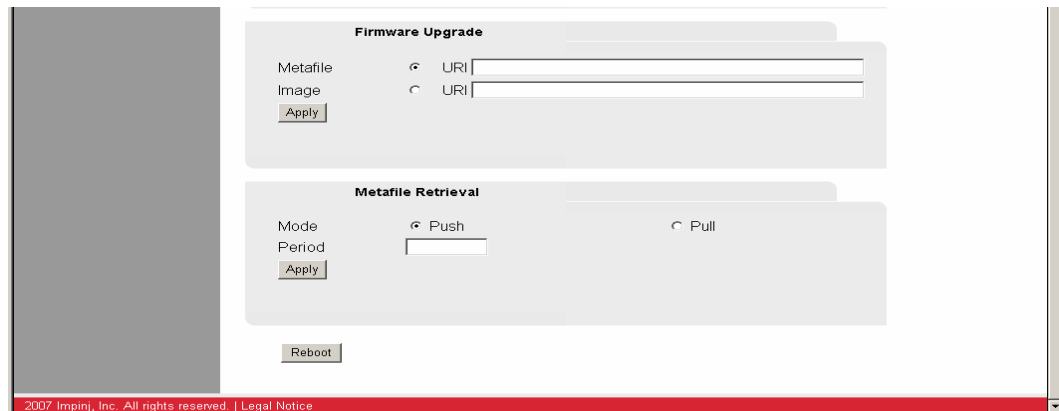 Firmware Upgrade
Metafile URI
Image URI
Apply
Metafile Retrieval
Mode Push Pull
Period
Apply
Reboot
2007 Impinj, Inc. All rights reserved. | Legal Notice